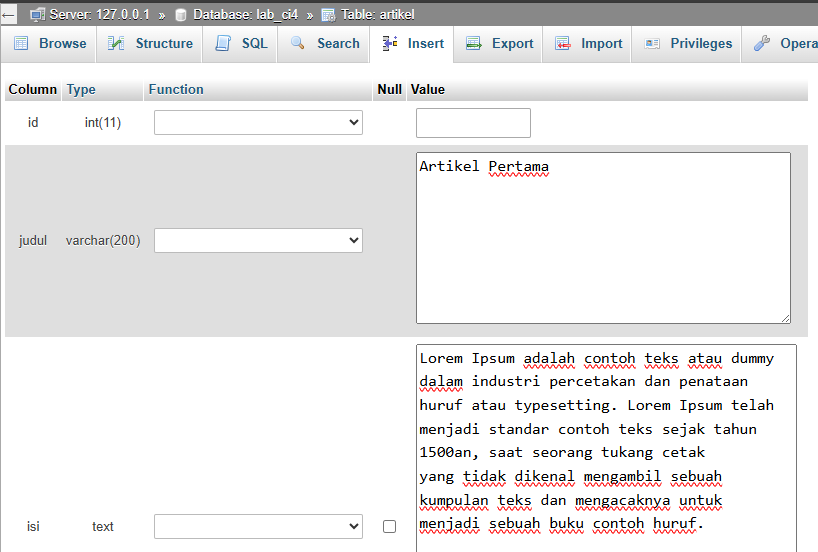 Server: 127.0.0.1 » Database: lab_ci4 » Table: artikel
Browse Structure SQL Search Insert Export Import Privileges Opera
Column Type Function Null Value
id int(11)
Artikel Pertama
judul varchar(200)
Lorem Ipsum adalah contoh teks atau dummy
dalam industri percetakan dan penataan
huruf atau typesetting. Lorem Ipsum telah
menjadi standar contoh teks sejak tahun
1500an, saat seorang tukang cetak
yang tidak dikenal mengambil sebuah
kumpulan teks dan mengacaknya untuk
menjadi sebuah buku contoh huruf.
isi text